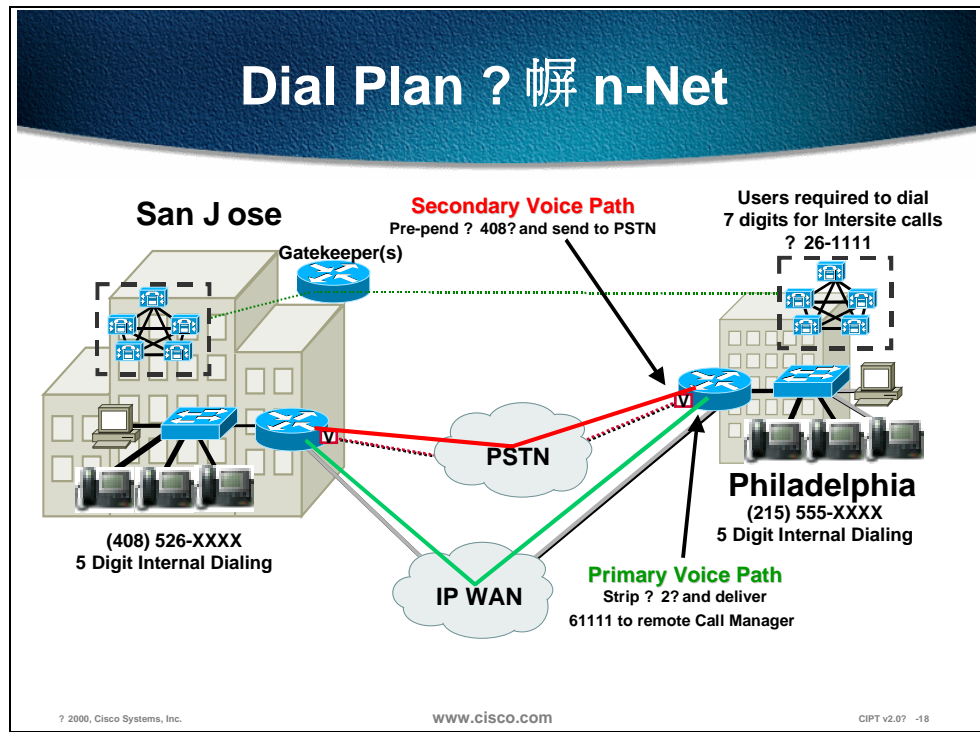 Dial Plan ? 幈 n-Net
San J ose
Secondary Voice Path
Pre-pend ? 408? and send to PSTN
Users required to dial
7 digits for Intersite calls
? 26-1111
Gatekeeper(s)
V
V
PSTN
(408) 526-XXXX
5 Digit Internal Dialing
Philadelphia
(215) 555-XXXX
5 Digit Internal Dialing
IP WAN
Primary Voice Path
Strip ? 2? and deliver
61111 to remote Call Manager
? 2000, Cisco Systems, Inc.
www.cisco.com
CIPT v2.0? -18